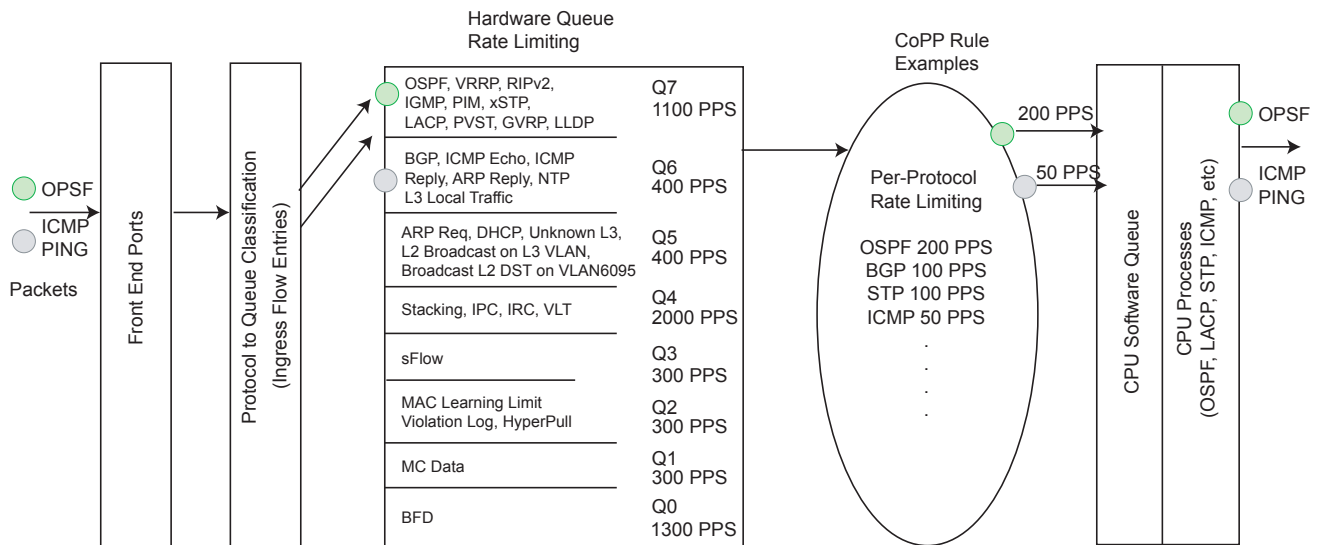 Hardware Queue
Rate Limiting
CoPP Rule
Examples
OPSF
ICMP
PING
Packets
Front End Ports
Protocol to Queue Classification
(Ingress Flow Entries)
OSPF, VRRP, RIPv2,
IGMP, PIM, xSTP,
LACP, PVST, GVRP, LLDP
Q7
1100 PPS
BGP, ICMP Echo, ICMP
Reply, ARP Reply, NTP
L3 Local Traffic
Q6
400 PPS
ARP Req, DHCP, Unknown L3,
L2 Broadcast on L3 VLAN,
Broadcast L2 DST on VLAN6095
Q5
400 PPS
Stacking, IPC, IRC, VLT
Q4
2000 PPS
sFlow
Q3
300 PPS
MAC Learning Limit
Violation Log, HyperPull
Q2
300 PPS
MC Data
Q1
300 PPS
BFD
Q0
1300 PPS
Per-Protocol
Rate Limiting
OSPF 200 PPS
BGP 100 PPS
STP 100 PPS
ICMP 50 PPS
.
.
.
.
200 PPS
50 PPS
CPU Software Queue
CPU Processes
(OSPF, LACP, STP, ICMP, etc)
OPSF
ICMP
PING